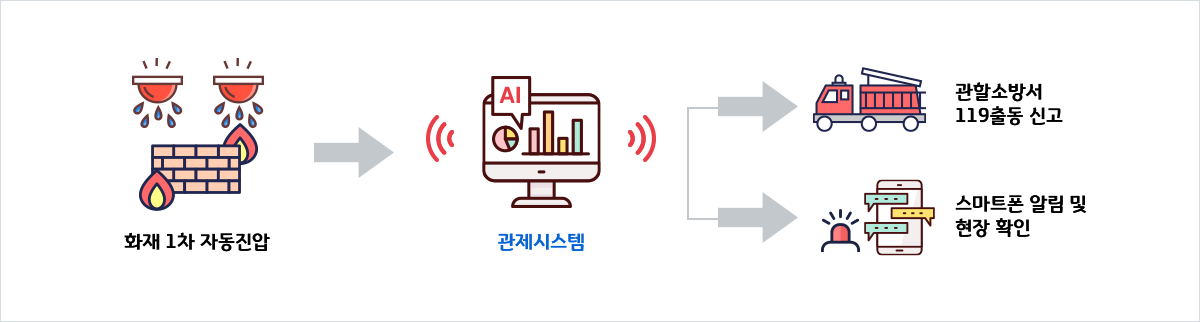 화재 1차 자동진압
AI
관제시스템
관할소방서
119출동 신고
스마트폰 알림 및
현장 확인